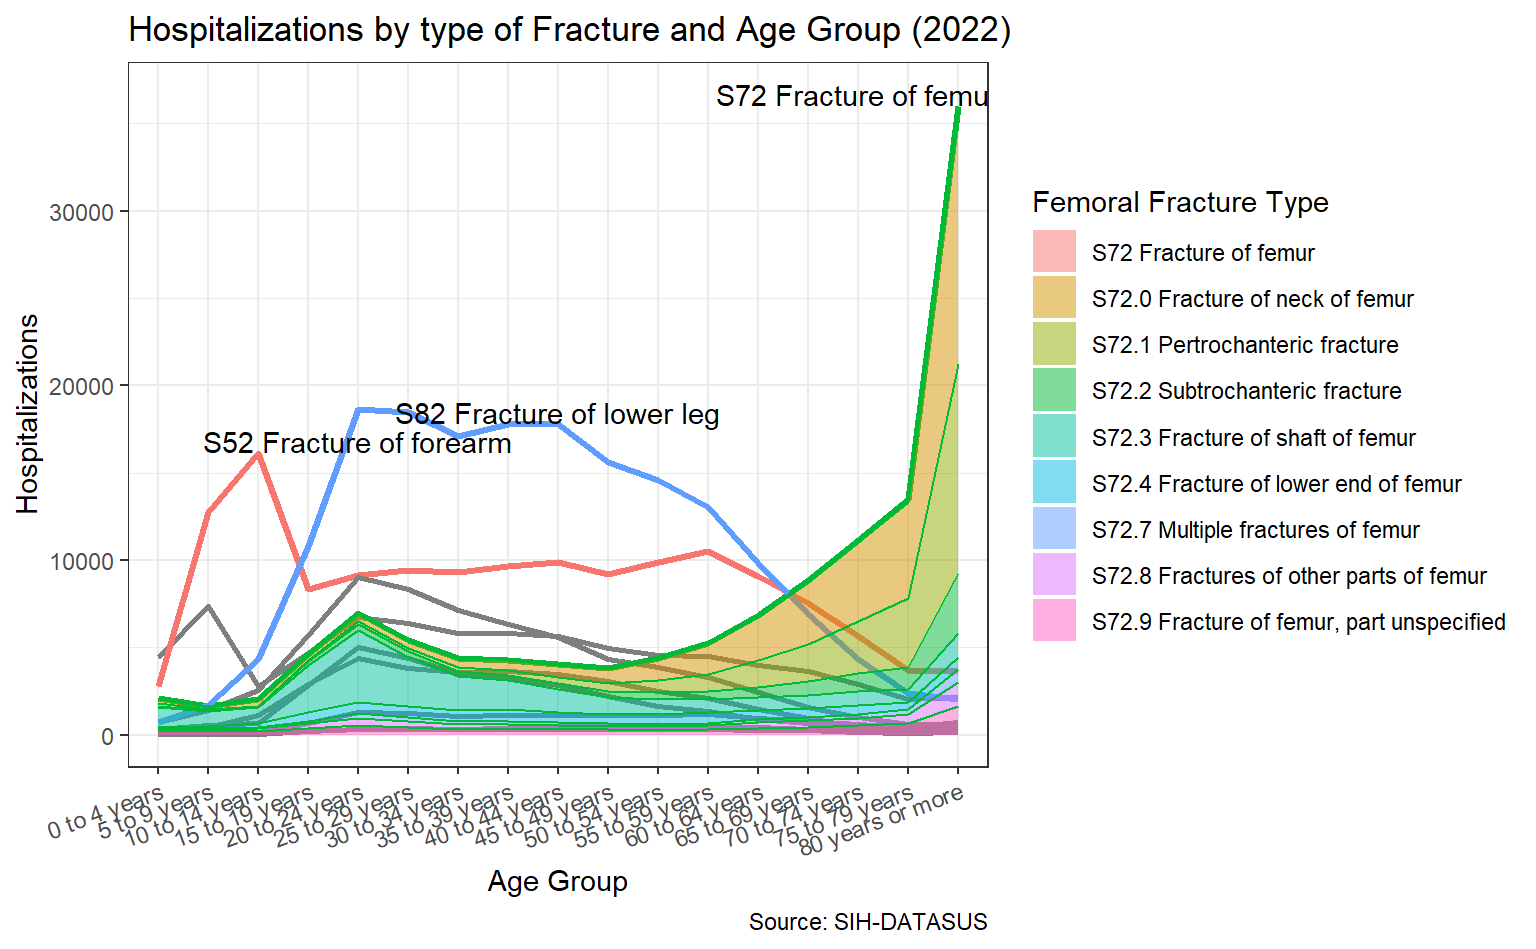 Hospitalizations by type of Fracture and Age Group (2022)
S72 Fracture of femu
S82 Fracture of lower leg
S52 Fracture of forearm
Hospitalizations
30000
20000
10000
0
0 to 4 years
5 to 9 years
10 to 14 years
15 to 19 years
20 to 24 years
25 to 29 years
30 to 34 years
35 to 39 years
40 to 44 years
45 to 49 years
50 to 54 years
55 to 59 years
60 to 64 years
65 to 69 years
70 to 74 years
75 to 79 years
80 years or more
Age Group
Source: SIH-DATASUS
Femoral Fracture Type
S72 Fracture of femur
S72.0 Fracture of neck of femur
S72.1 Pertrochanteric fracture
S72.2 Subtrochanteric fracture
S72.3 Fracture of shaft of femur
S72.4 Fracture of lower end of femur
S72.7 Multiple fractures of femur
S72.8 Fractures of other parts of femur
S72.9 Fracture of femur, part unspecified